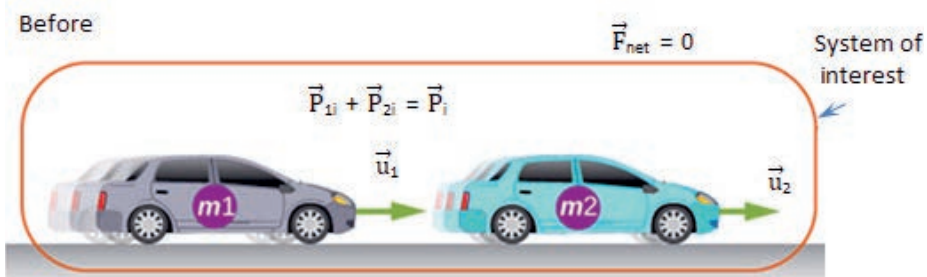 Before
F⃗net = 0
System of
interest
P⃗1i + P⃗2i = P⃗i
u⃗1
u⃗2
m1
m2